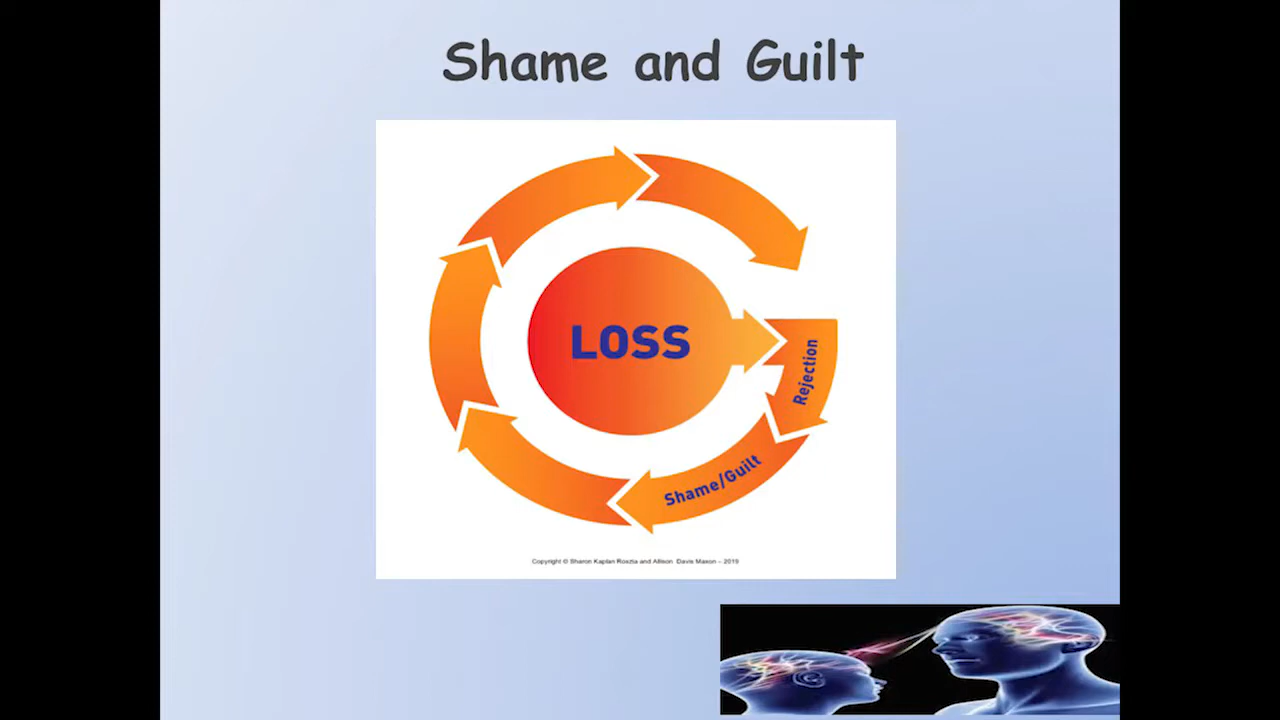 Shame and Guilt
LOSS
Rejection
Shame/Guilt
Copyright © Sharon Kaplan Roszia and Allison Davis Maxon – 2019